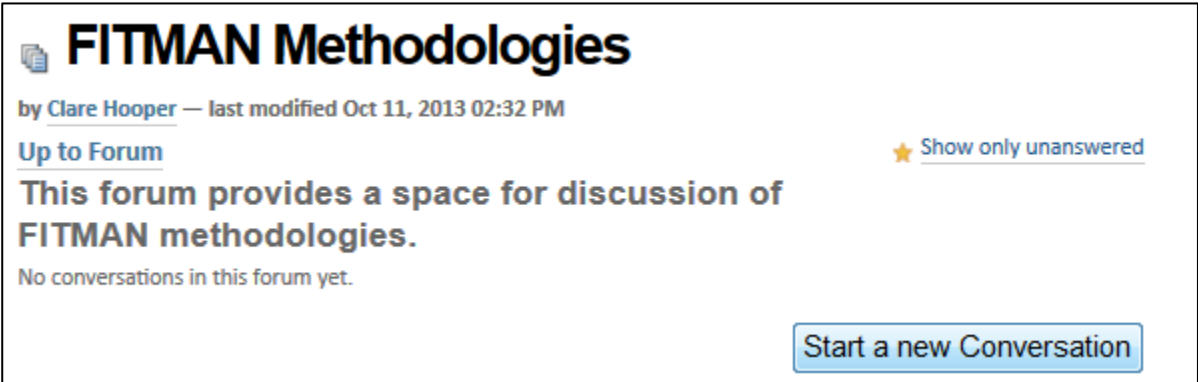 FITMAN Methodologies
by Clare Hooper — last modified Oct 11, 2013 02:32 PM
Up to Forum
Show only unanswered
This forum provides a space for discussion of
FITMAN methodologies.
No conversations in this forum yet.
Start a new Conversation